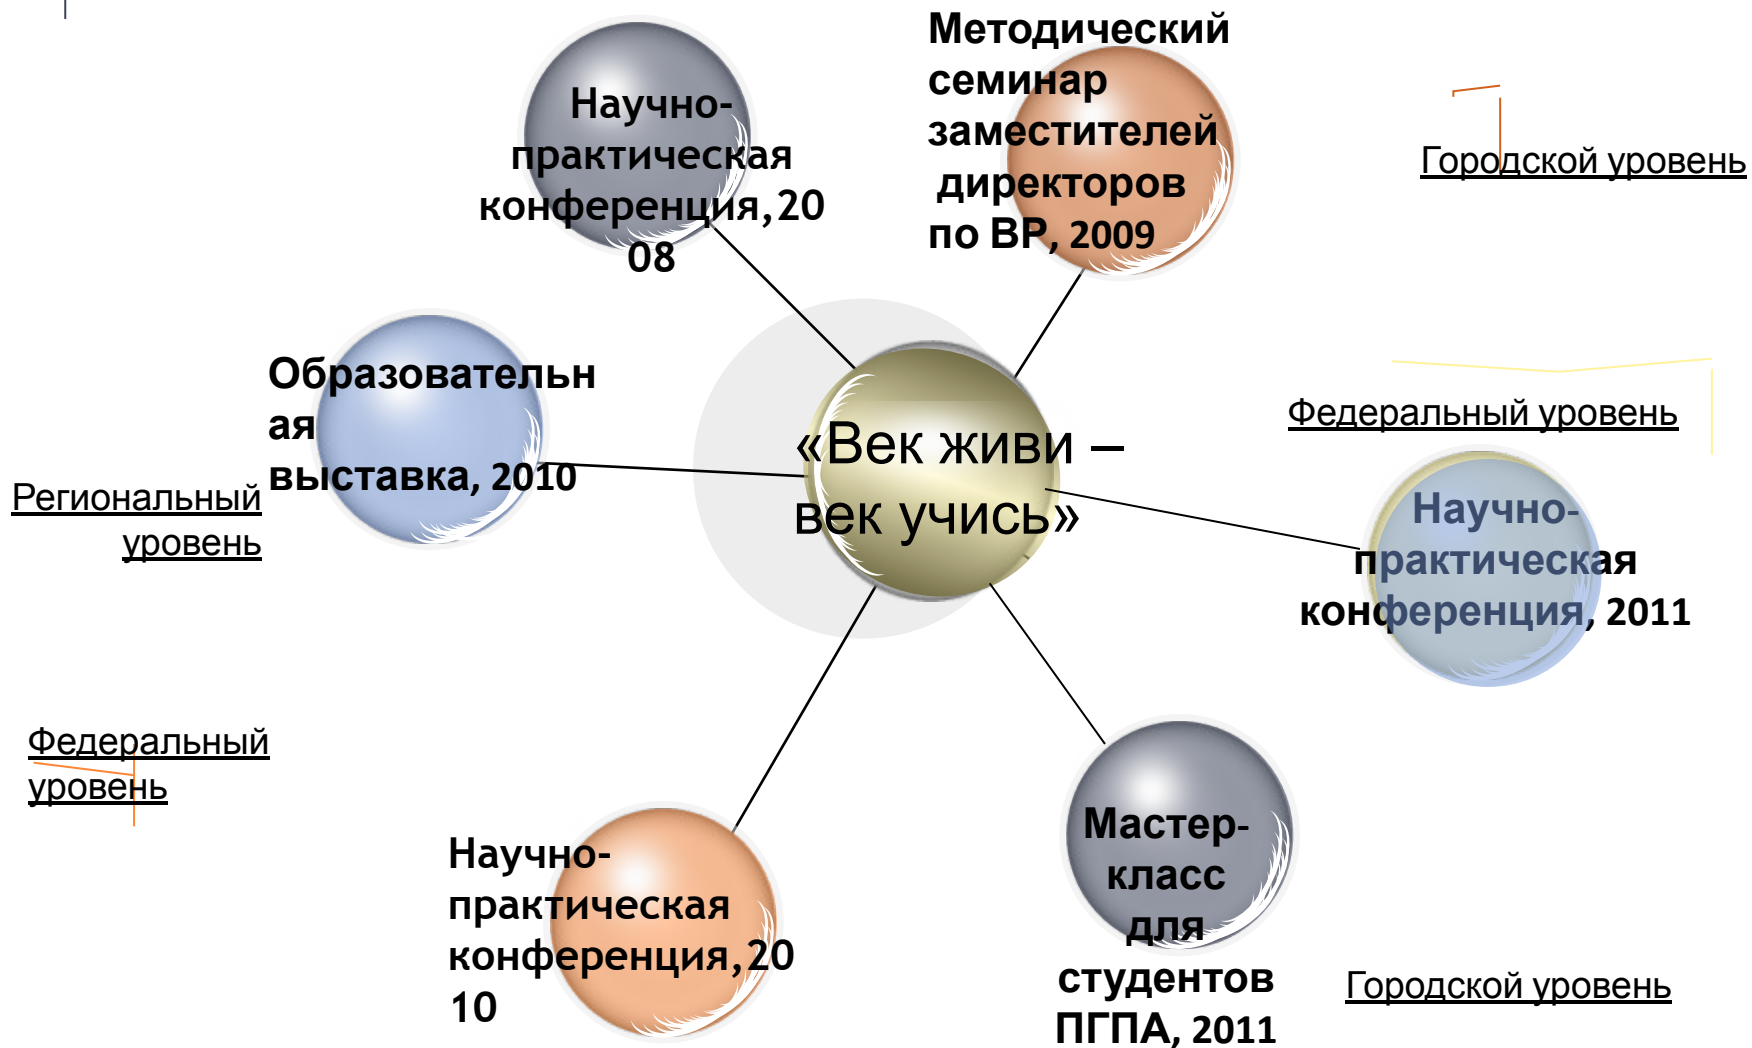 Научно-
практическая
конференция,20
08
Методический
семинар
заместителей
директоров
по ВР, 2009
Городской уровень
Образовательн
ая
выставка, 2010
Региональный
уровень
«Век живи –
век учись»
Федеральный уровень
Научно-
практическая
конференция, 2011
Федеральный
уровень
Научно-
практическая
конференция,20
10
Мастер-
класс
для
студентов
ПГПА, 2011
Городской уровень